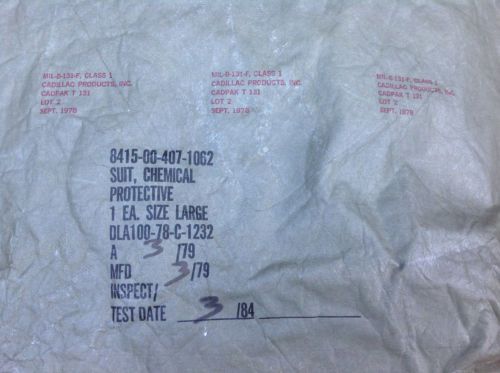 MIL-B-131-F, CLASS 1
CADILLAC PRODUCTS, INC.
CADPAK T 131
LOT 2
SEPT. 1978
MIL-B-131-F, CLASS 1
CADILLAC PRODUCTS, INC.
CADPAK T 131
LOT 2
SEPT. 1978
MIL-B-131-F, CLASS 1
CADILLAC PRODUCTS, INC.
CADPAK T 131
LOT 2
SEPT. 1978
8415-00-407-1062
SUIT, CHEMICAL
PROTECTIVE
1 EA. SIZE LARGE
DLA100-78-C-1232
A 3/79
MFD 3/79
INSPECT/
TEST DATE 3 /84